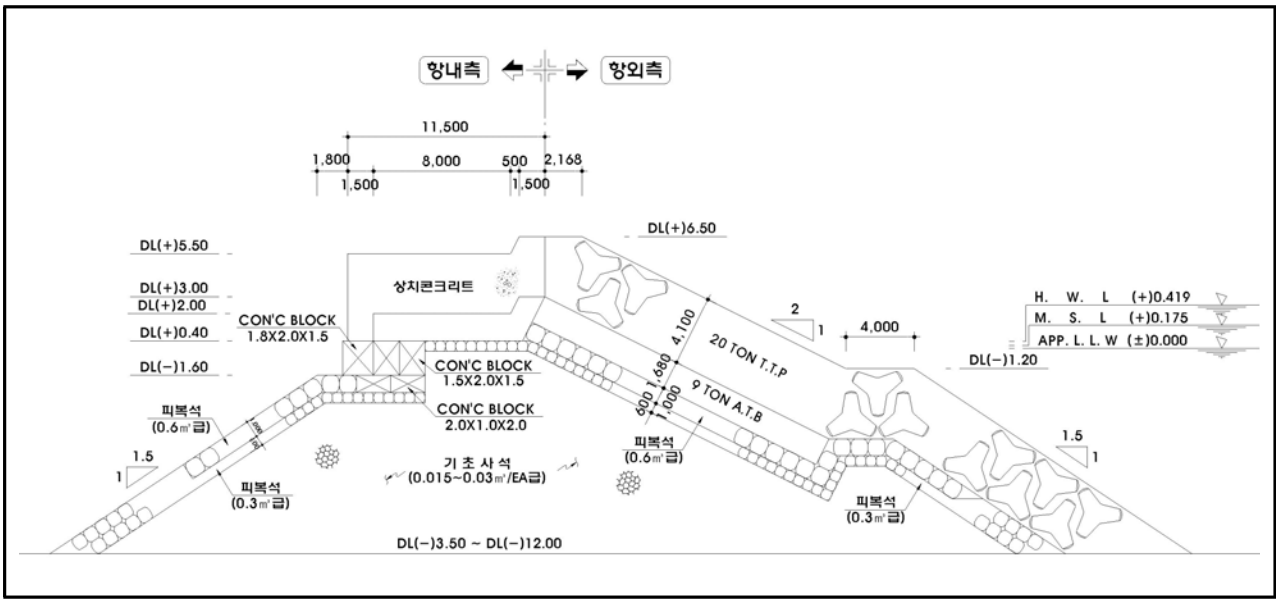 항내측 항외측
11,500
1,800 8,000 500 2,168
1,500 1,500
DL(+)6.50
DL(+)5.50
상치콘크리트
DL(+)3.00
DL(+)2.00
DL(+)0.40
DL(-)1.60
CON'C BLOCK
1.8X2.0X1.5
CON'C BLOCK
1.5X2.0X1.5
CON'C BLOCK
2.0X1.0X2.0
4,100
1,680
1,000
600
20 TON T.T.P
9 TON A.T.B
2
1
4,000
H. W. L (+)0.419
M. S. L (+)0.175
APP. L. L. W (±)0.000
DL(-)1.20
피복석
(0.6㎥급)
1.5
1
피복석
(0.3㎥급)
기초사석
(0.015~0.03㎥/EA급)
피복석
(0.6㎥급)
피복석
(0.3㎥급)
1.5
1
DL(-)3.50 ~ DL(-)12.00